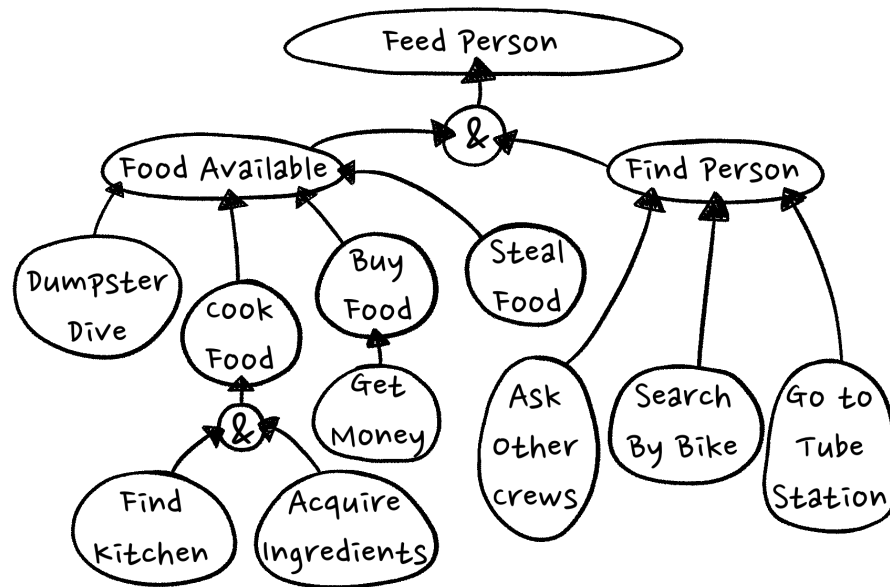 Feed Person
&
Food Available
Find Person
Dumpster
Dive
Cook
Food
Buy
Food
Steal
Food
Get
Money
Ask
Other
Crews
Search
By Bike
Go to
Tube
Station
&
Find
Kitchen
Acquire
Ingredients